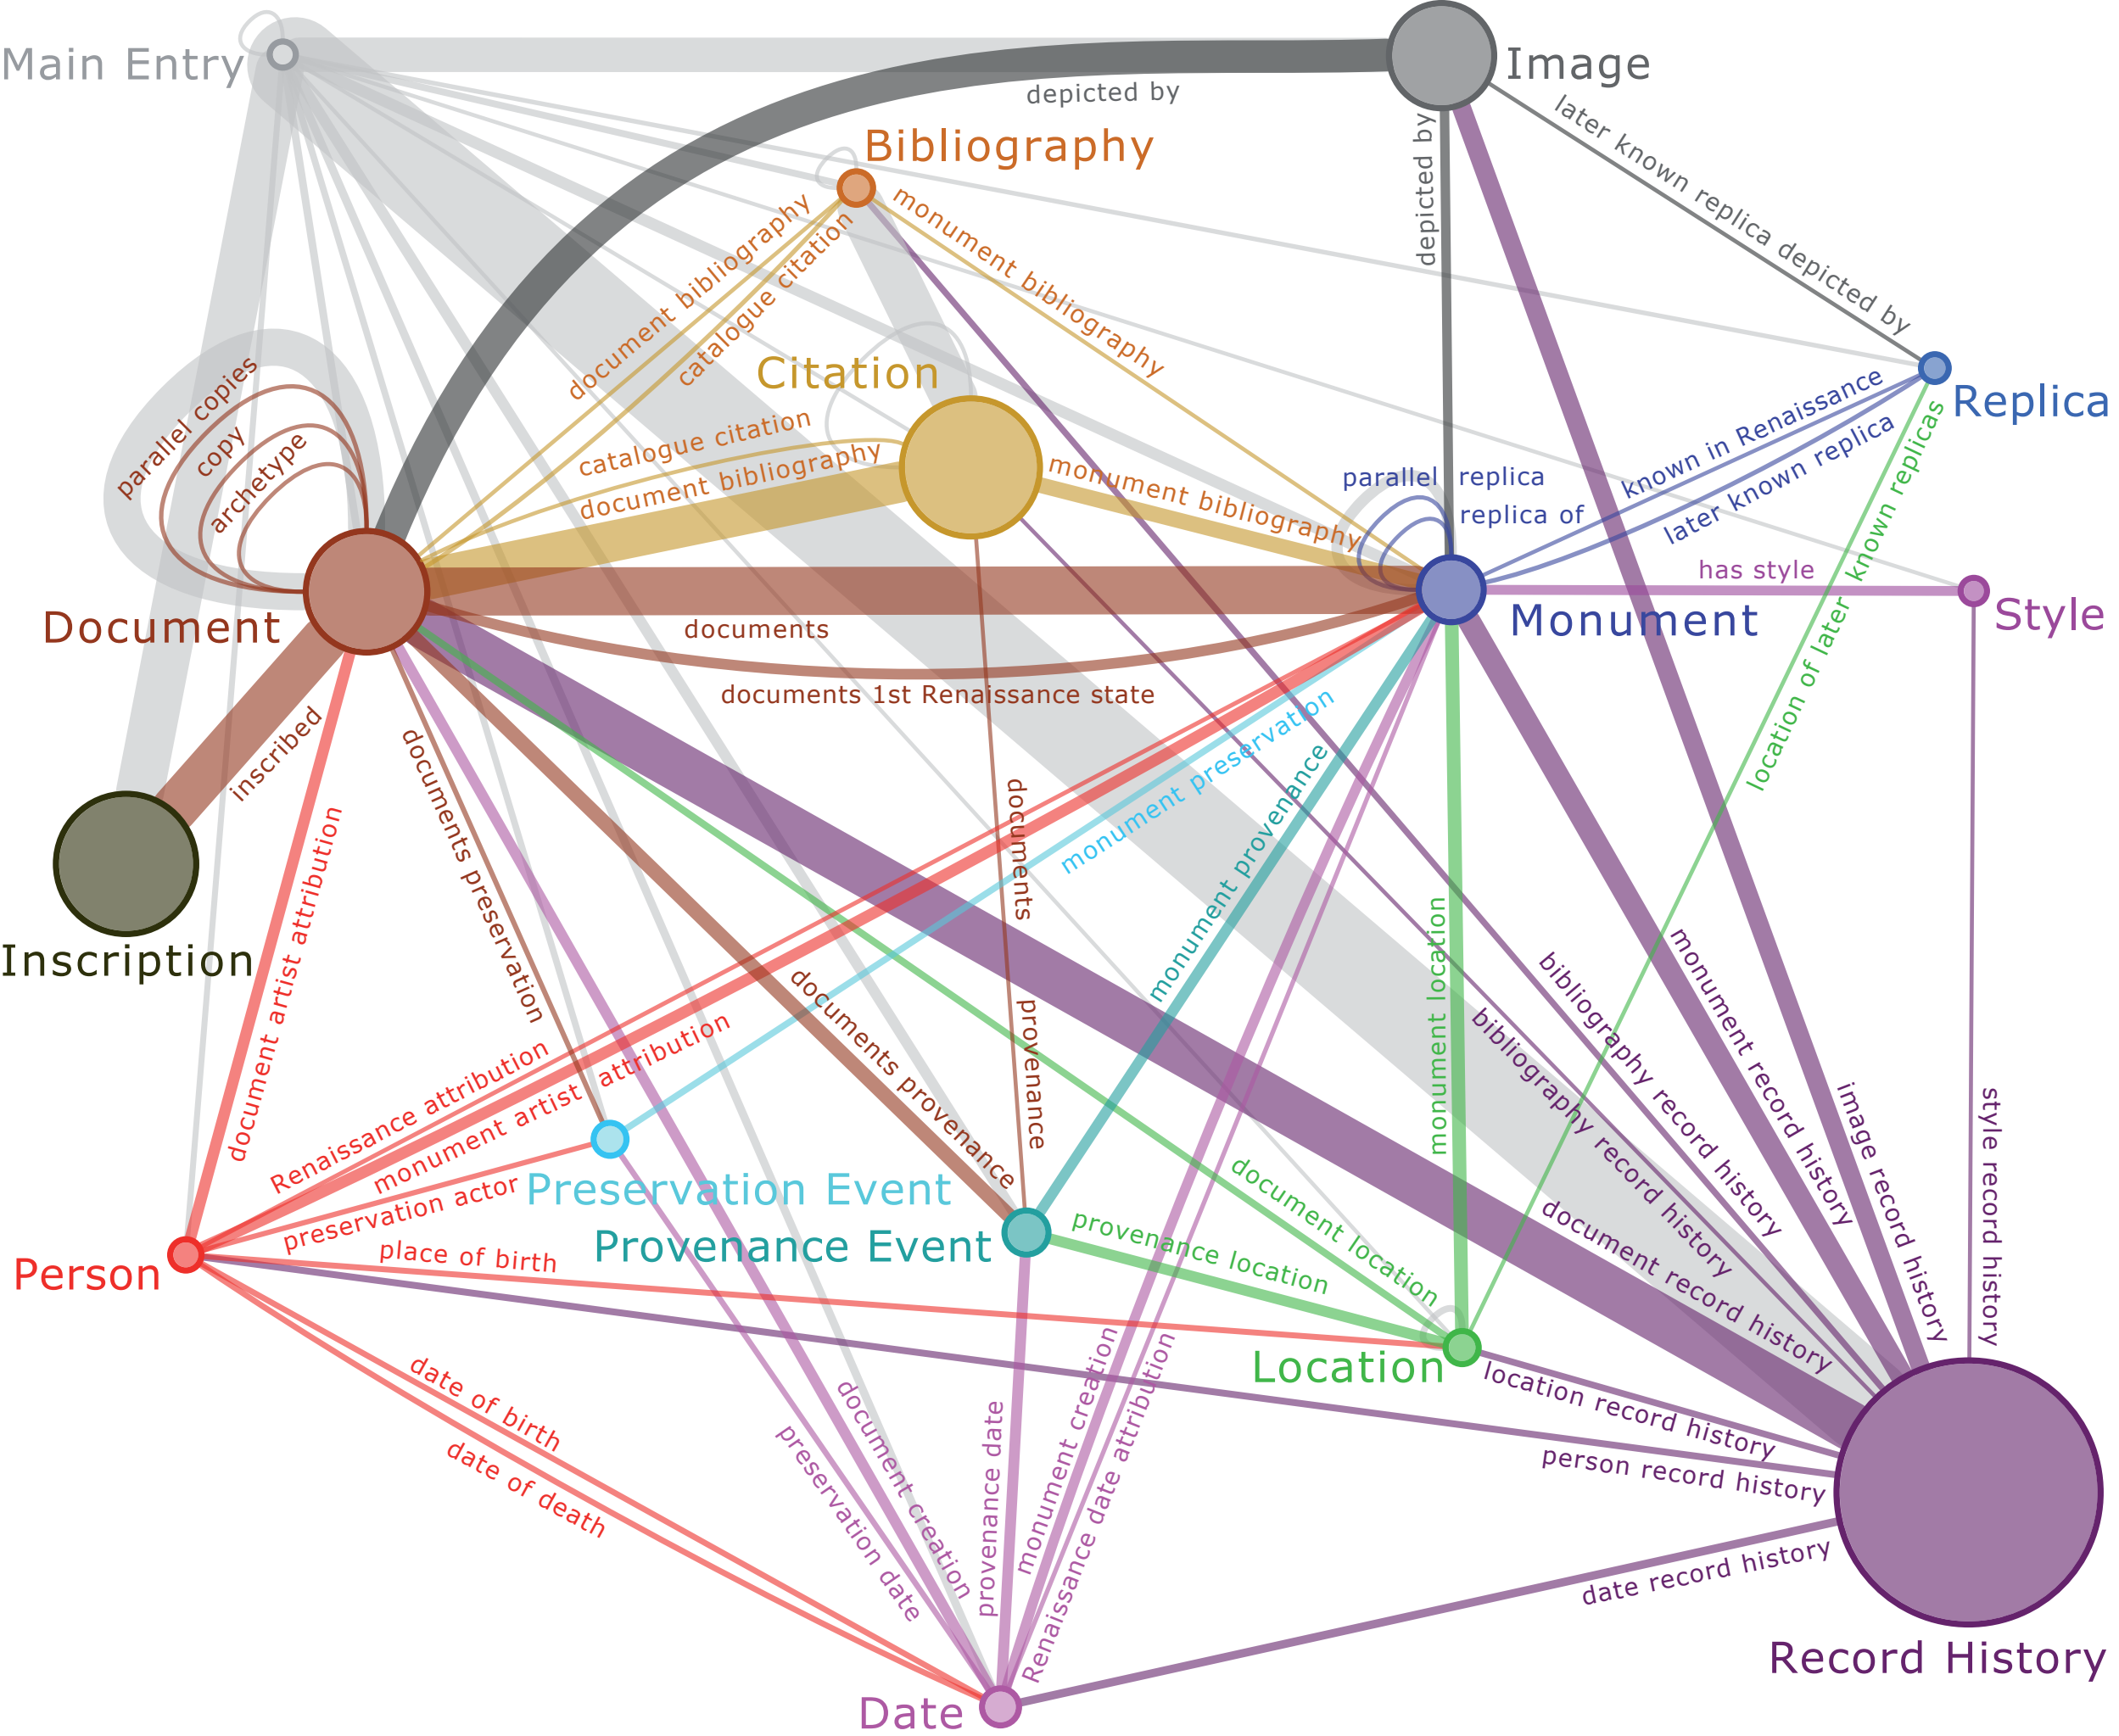 Main Entry
Image
depicted by
later known replica depicted by
depicted by
Bibliography
document bibliography
catalogue citation
monument bibliography
Citation
catalogue citation
document bibliography
monument bibliography
parallel copies
copy
archetype
Replica
known in Renaissance
later known replica
parallel replica
replica of
location of later known replicas
has style
Style
Document
Monument
documents
documents 1st Renaissance state
inscribed
Inscription
documents preservation
monument preservation
monument provenance
documents provenance
documents provenance
document artist attribution
Renaissance attribution
monument artist attribution
preservation actor
place of birth
Preservation Event
Provenance Event
Person
monument location
document location
provenance location
Location
bibliography record history
bibliography record history
monument record history
image record history
style record history
document record history
location record history
person record history
date record history
Record History
date of birth
date of death
document creation
preservation date
provenance date
monument creation
Renaissance date attribution
Date